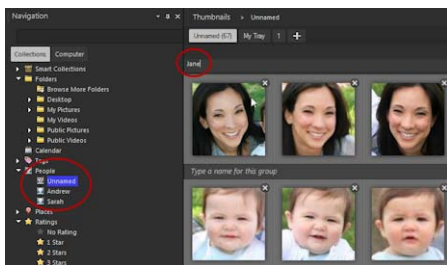 Navigation
Thumbnails > Unnamed
Unnamed (57) My Tray 1
Collections Computer
Jane
Smart Collections
Folders
Browse More Folders
Desktop
My Pictures
My Videos
Public Pictures
Public Videos
Calendar
Tags
People
Type a name for this group
Unnamed
Andrew
Sarah
Places
Ratings
No Rating
1 Star
2 Stars
3 Stars